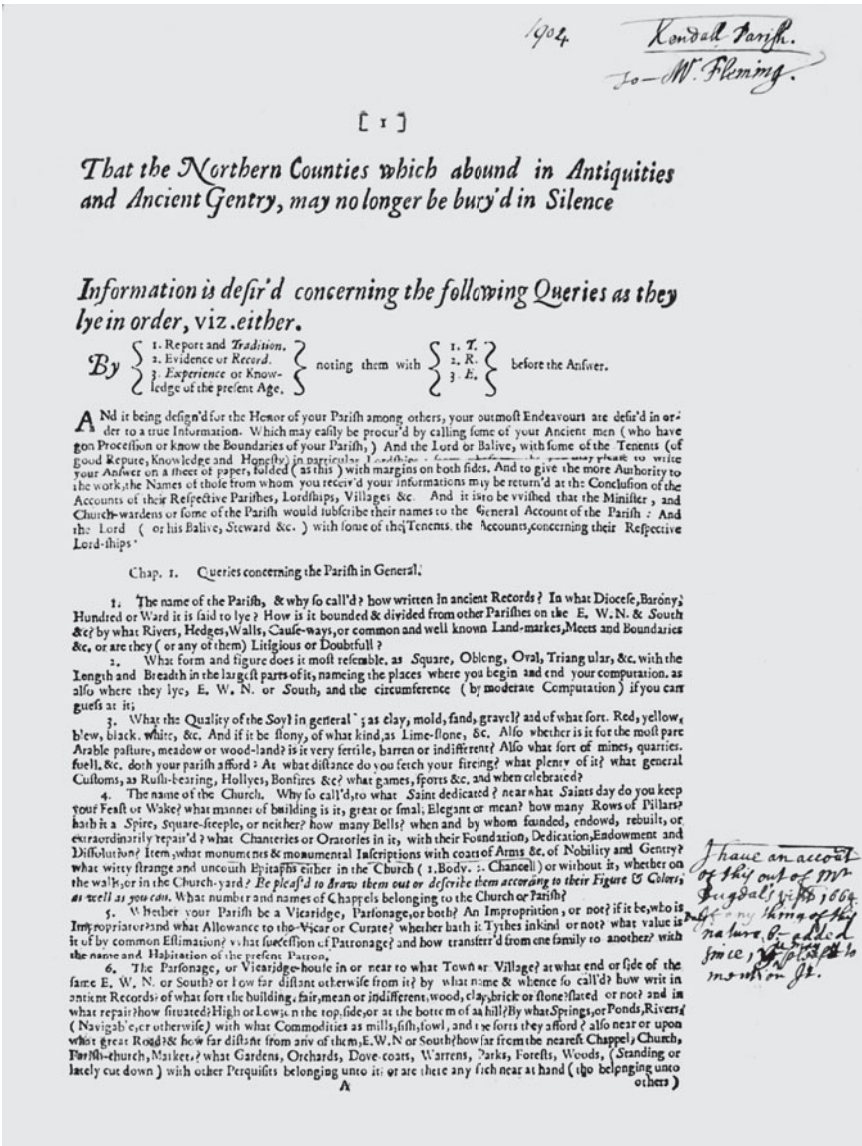 1904
Kendall Parish.
To — Mr. Fleming.
[ 1 ]
That the Northern Counties which abound in Antiquities
and Ancient Gentry, may no longer be bury'd in Silence
Information is deſir'd concerning the following Queries as they
lye in order, viz. either.
By { 1. Report and Tradition. 2. Evidence or Record. 3. Experience or Know-ledge of the preſent Age. } noting them with { 1. T. 2. R. 3. E. } before the Anſwer.
ANd it being deſign'd for the Honor of your Pariſh among others, your outmoſt Endeavours are deſir'd in or-
der to a true Information. Which may eaſily be procur'd by calling ſome of your Ancient men ( who have
gon Proceſſion or know the Boundaries of your Pariſh, ) And the Lord or Balive, with ſome of the Tenents (of
good Repute, Knowledge and Honeſty) in particular Lordſhips : may pleaſe to write
your Anſwer on a ſheet of paper, folded ( as this ) with margins on both ſides. And to give the more Authority to
the work, the Names of thoſe from whom you receiv'd your Informations may be return'd at the Concluſion of the
Accounts of their Reſpective Pariſhes, Lordſhips, Villages &c. And it is to be vviſhed that the Miniſter , and
Church-wardens or ſome of the Pariſh would ſubſcribe their names to the General Account of the Pariſh : And
the Lord ( or his Balive, Steward &c. ) with ſome of the Tenents. the Accounts, concerning their Reſpective
Lord-ſhips
Chap. 1. Queries concerning the Pariſh in General.
1. The name of the Pariſh, & why ſo call'd ? how written in ancient Records ? In what Dioceſe, Barony,
Hundred or Ward it is ſaid to lye ? How is it bounded & divided from other Pariſhes on the E. W. N. & South
&c? by what Rivers, Hedges, Walls, Cauſe-ways, or common and well known Land-markes, Meets and Boundaries
&c. or are they ( or any of them) Litigious or Doubtfull ?
2. What form and figure does it moſt reſemble, as Square, Oblong, Oval, Triangular, &c. with the
Length and Breadth in the largeſt parts of it, nameing the places where you begin and end your computation, as
alſo where they lye, E. W. N. or South, and the circumference ( by moderate Computation ) if you can
gueſs at it;
3. What the Quality of the Soyl in general ; as clay, mold, ſand, gravel? and of what ſort. Red, yellow,
blew, black, white, &c. And if it be ſtony, of what kind, as Lime-ſtone, &c. Alſo whether is it for the moſt part
Arable paſture, meadow or wood-land? is it very fertile, barren or indifferent? Alſo what ſort of mines, quarries,
fuell, &c. doth your pariſh afford ? At what diſtance do you fetch your fireing? what plenty of it? what general
Cuſtoms, as Ruſh-bearing, Hollyes, Bonfires &c? what games, ſports &c. and when celebrated?
4. The name of the Church. Why ſo call'd, to what Saint dedicated ? near what Saints day do you keep
your Feaſt or Wake? what manner of building is it, great or ſmal; Elegant or mean? how many Rows of Pillars?
hath it a Spire, Square-ſteeple, or neither? how many Bells? when and by whom founded, endowd, rebuilt, or
extraordinarily repair'd ? what Chanteries or Oratories in it, with their Foundation, Dedication, Endowment and
Diſſolution? Item, what monuments & monumental Inſcriptions with coats of Arms &c. of Nobility and Gentry?
what witty ſtrange and uncouth Epitaphs either in the Church ( 1. Body. 2. Chancell ) or without it, whether on
the walk, or in the Church-yard ? Be pleaſ'd to draw them out or deſcribe them according to their Figure & Colors,
as well as you can. What number and names of Chappels belonging to the Church or Pariſh?
5. Whether your Pariſh be a Vicaridge, Parſonage, or both? An Impropriation, or not? if it be, who is
Impropriator? and what Allowance to the Vicar or Curate? whether hath it Tythes in kind or not? what value is
it of by common Eſtimation? what ſucceſſion of Patronage? and how transferr'd from one family to another? with
the name and Habitation of the preſent Patron.
6. The Parſonage, or Vicaridge-houſe in or near to what Town or Village? at what end or ſide of the
ſame E. W. N. or South? or how far diſtant otherwiſe from it? by what name & whence ſo call'd? how writ in
antient Records; of what ſort the building, fair, mean or indifferent, wood, clay, brick or ſtone? ſlated or not? and in
what repair? how ſituated? High or Low; on the top, ſide, or at the bottom of a hill? By what Springs, or Ponds, Rivers
( Navigable, or otherwiſe) with what Commodities as mills, fiſh, fowl, and the ſorts they afford ? alſo near or upon
what great Road? & how far diſtant from any of them, E. W. N or South? how far from the neareſt Chappel, Church,
Pariſh-church, Market, ? what Gardens, Orchards, Dove-coats, Warrens, Parks, Foreſts, Woods, (Standing or
lately cut down ) with other Perquiſits belonging unto it; or are there any ſich near at hand ( tho belonging unto
A others )
I have an account
of this out of Mr
Dugdal's viſit 1664
if any thing of this
nature be added
ſince,
mention It.